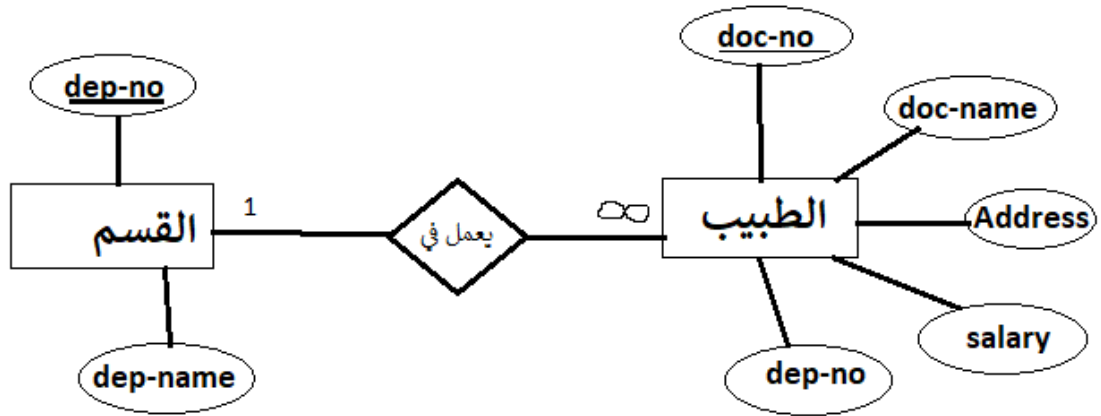 doc-no
dep-no
doc-name
القسم
1
يعمل في
∞
الطبيب
Address
salary
dep-name
dep-no